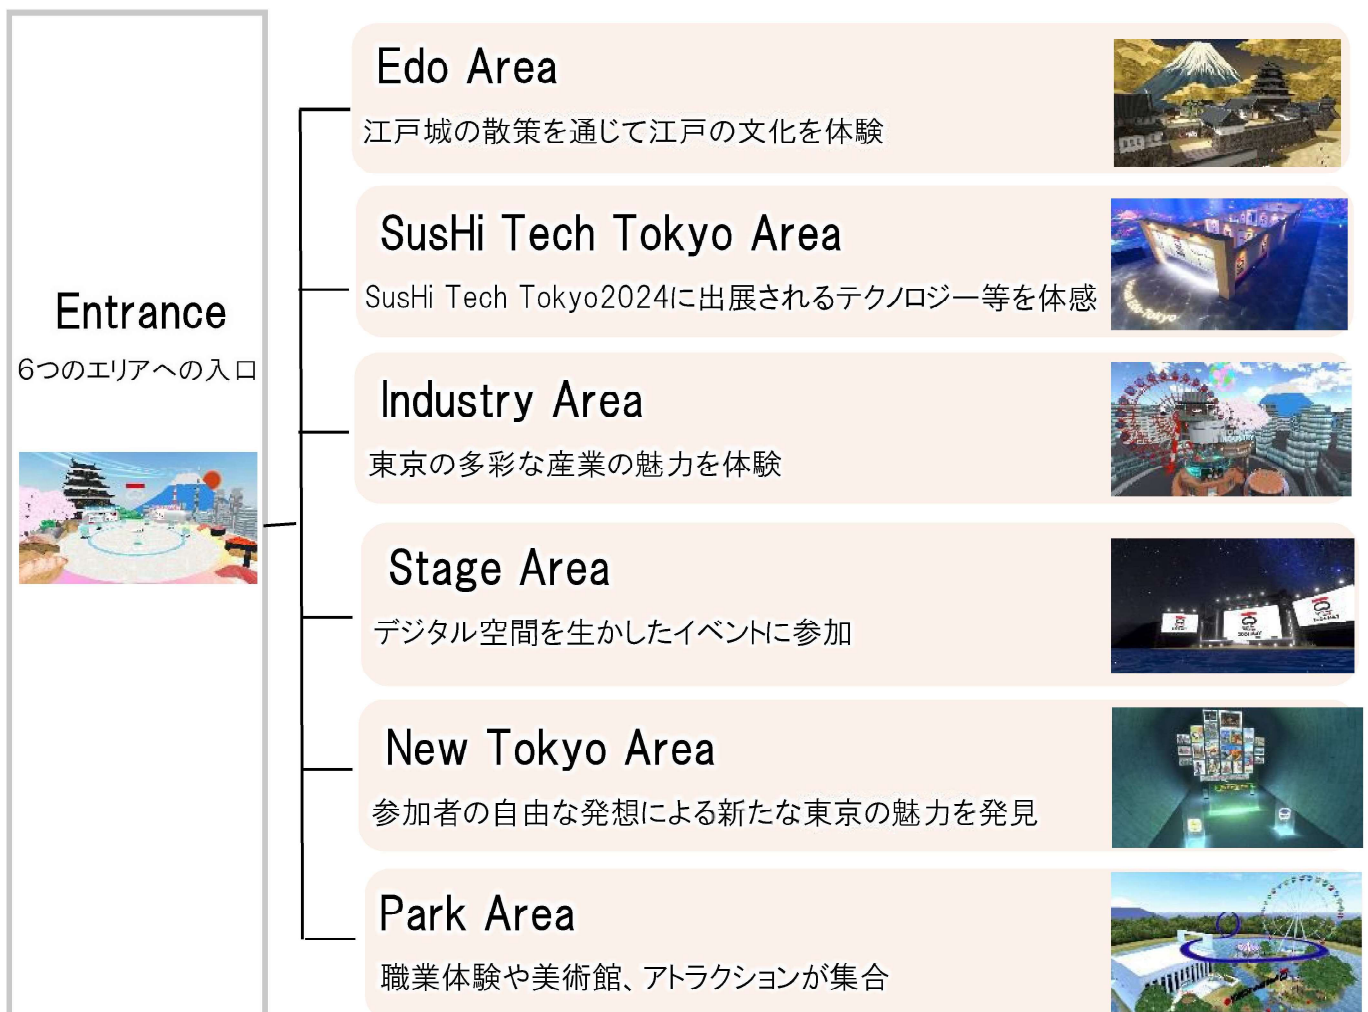 Entrance
6つのエリアへの入口
Edo Area
江戸城の散策を通じて江戸の文化を体験
SusHi Tech Tokyo Area
SusHi Tech Tokyo2024に出展されるテクノロジー等を体感
Industry Area
東京の多彩な産業の魅力を体験
Stage Area
デジタル空間を生かしたイベントに参加
New Tokyo Area
参加者の自由な発想による新たな東京の魅力を発見
Park Area
職業体験や美術館、アトラクションが集合